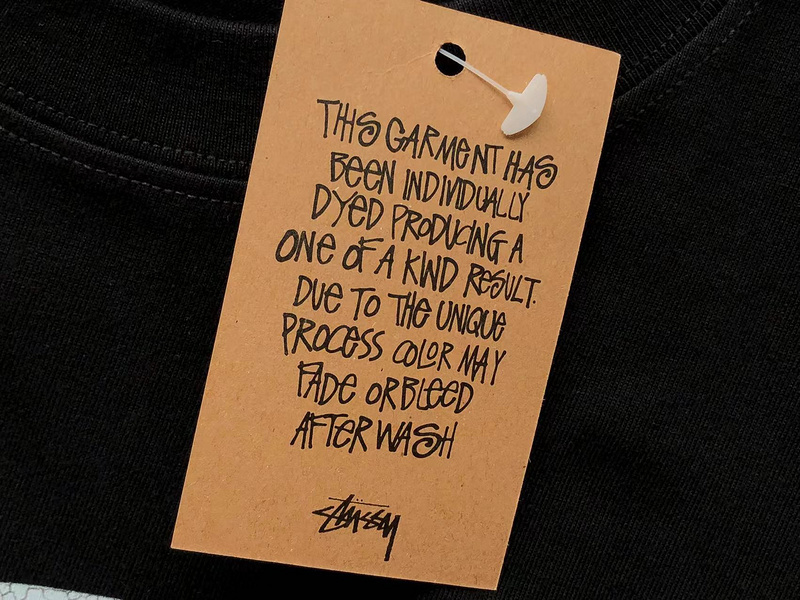 THIS GARMENT HAS
BEEN INDIVIDUALLY
DYED PRODUCING A
ONE OF A KIND RESULT.
DUE TO THE UNIQUE
PROCESS COLOR MAY
FADE OR BLEED
AFTER WASH
Stüssy